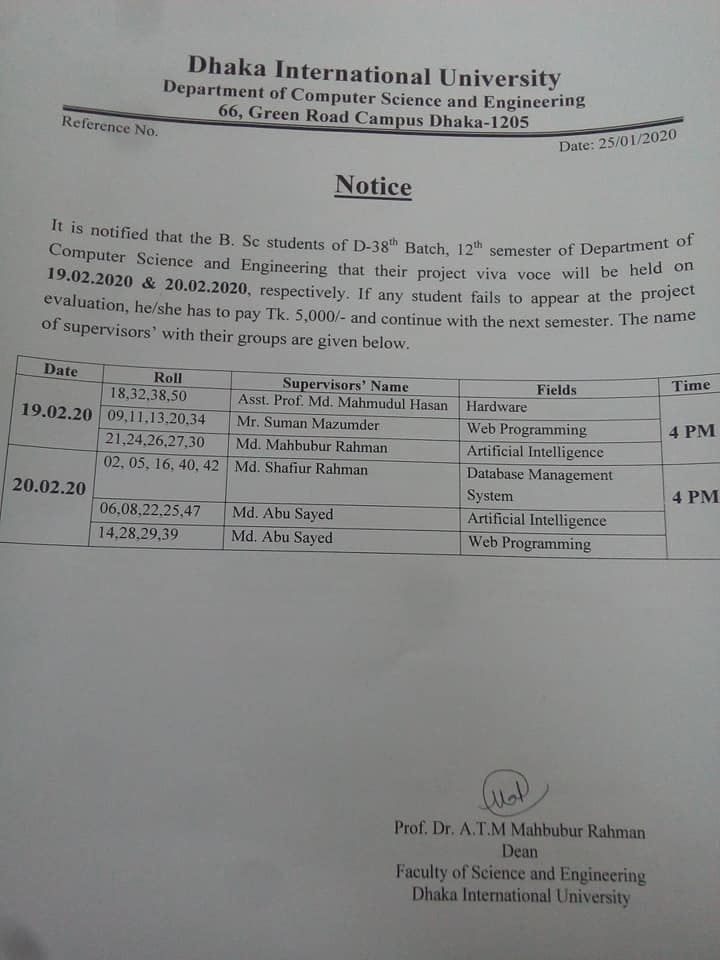 Dhaka International University
Department of Computer Science and Engineering
66, Green Road Campus Dhaka-1205
Reference No.
Date: 25/01/2020
Notice
It is notified that the B. Sc students of D-38th Batch, 12th semester of Department of
Computer Science and Engineering that their project viva voce will be held on
19.02.2020 & 20.02.2020, respectively. If any student fails to appear at the project
evaluation, he/she has to pay Tk. 5,000/- and continue with the next semester. The name
of supervisors' with their groups are given below.
Date Roll Supervisors' Name Fields Time
19.02.20 18,32,38,50 Asst. Prof. Md. Mahmudul Hasan Hardware 4 PM
09,11,13,20,34 Mr. Suman Mazumder Web Programming
21,24,26,27,30 Md. Mahbubur Rahman Artificial Intelligence
20.02.20 02, 05, 16, 40, 42 Md. Shafiur Rahman Database Management
System 4 PM
06,08,22,25,47 Md. Abu Sayed Artificial Intelligence
14,28,29,39 Md. Abu Sayed Web Programming
Prof. Dr. A.T.M Mahbubur Rahman
Dean
Faculty of Science and Engineering
Dhaka International University